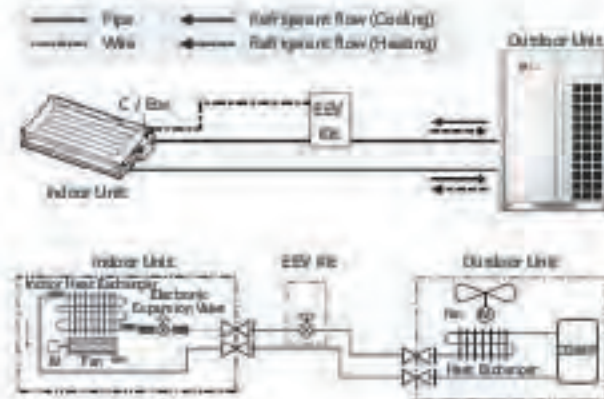 Pipe
Refrigerant flow (Cooling)
Wire
Refrigerant flow (Heating)
Outdoor Unit
C / Box
EEV
Kit
Indoor Unit
Indoor Unit
EEV Kit
Outdoor Unit
Indoor Heat Exchanger
Electronic
Expansion Valve
Fan
M
Fan
M
Heat Exchanger